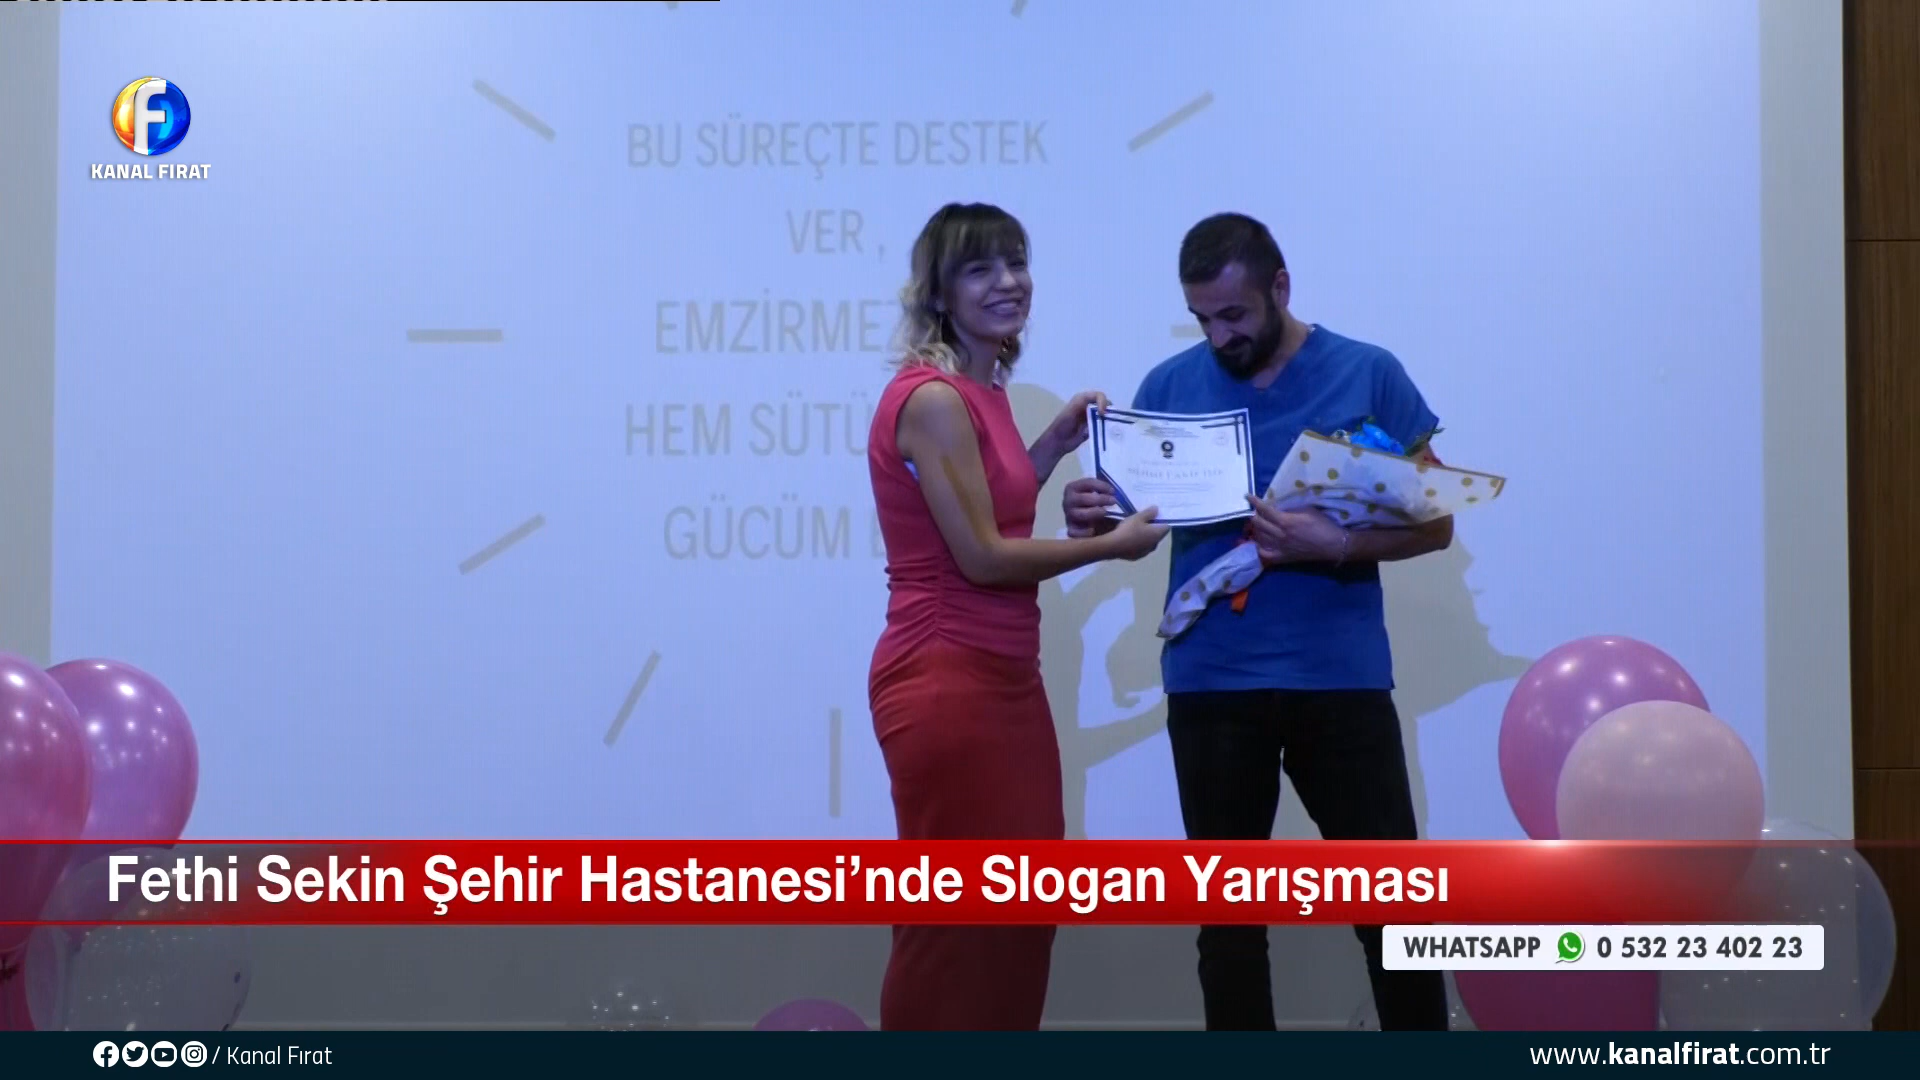 KANAL FIRAT
BU SÜREÇTE DESTEK
VER ,
EMZİRMEZ
HEM SÜTÜ
GÜCÜM
Fethi Sekin Şehir Hastanesi’nde Slogan Yarışması
WHATSAPP 0 532 23 402 23
/ Kanal Fırat
www.kanalfirat.com.tr